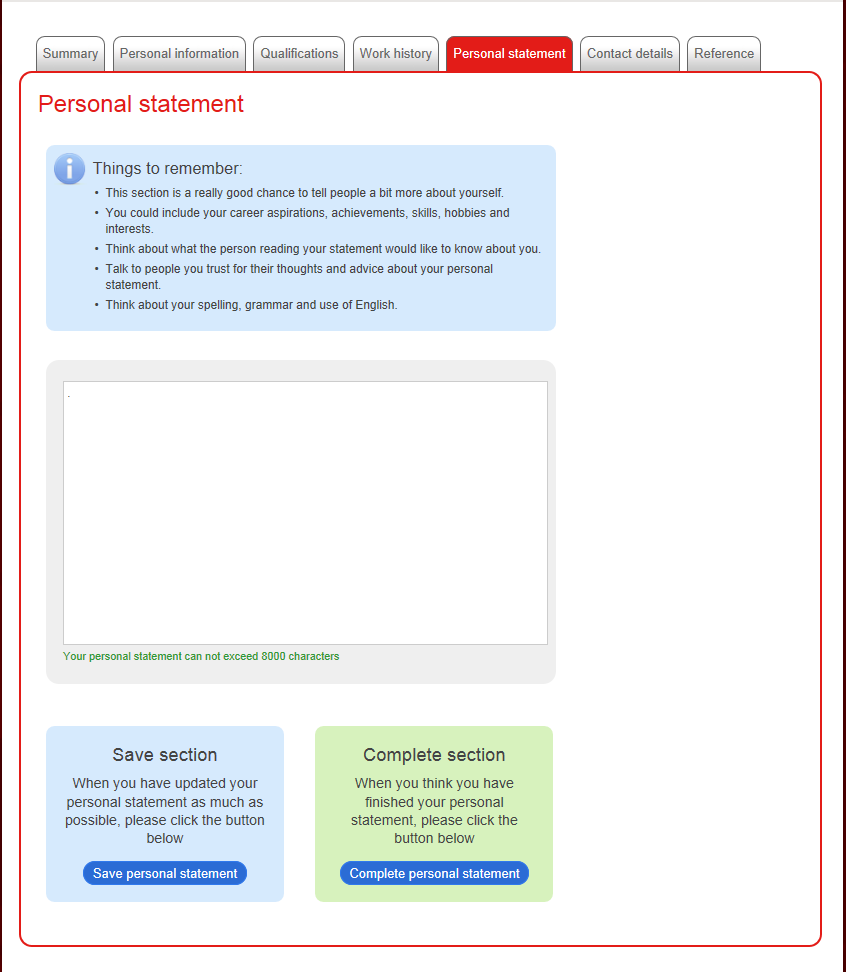 Summary Personal information Qualifications Work history Personal statement Contact details Reference
Personal statement
i Things to remember:
• This section is a really good chance to tell people a bit more about yourself.
• You could include your career aspirations, achievements, skills, hobbies and
interests.
• Think about what the person reading your statement would like to know about you.
• Talk to people you trust for their thoughts and advice about your personal
statement.
• Think about your spelling, grammar and use of English.
.
Your personal statement can not exceed 8000 characters
Save section
When you have updated your
personal statement as much as
possible, please click the button
below
Save personal statement
Complete section
When you think you have
finished your personal
statement, please click the
button below
Complete personal statement